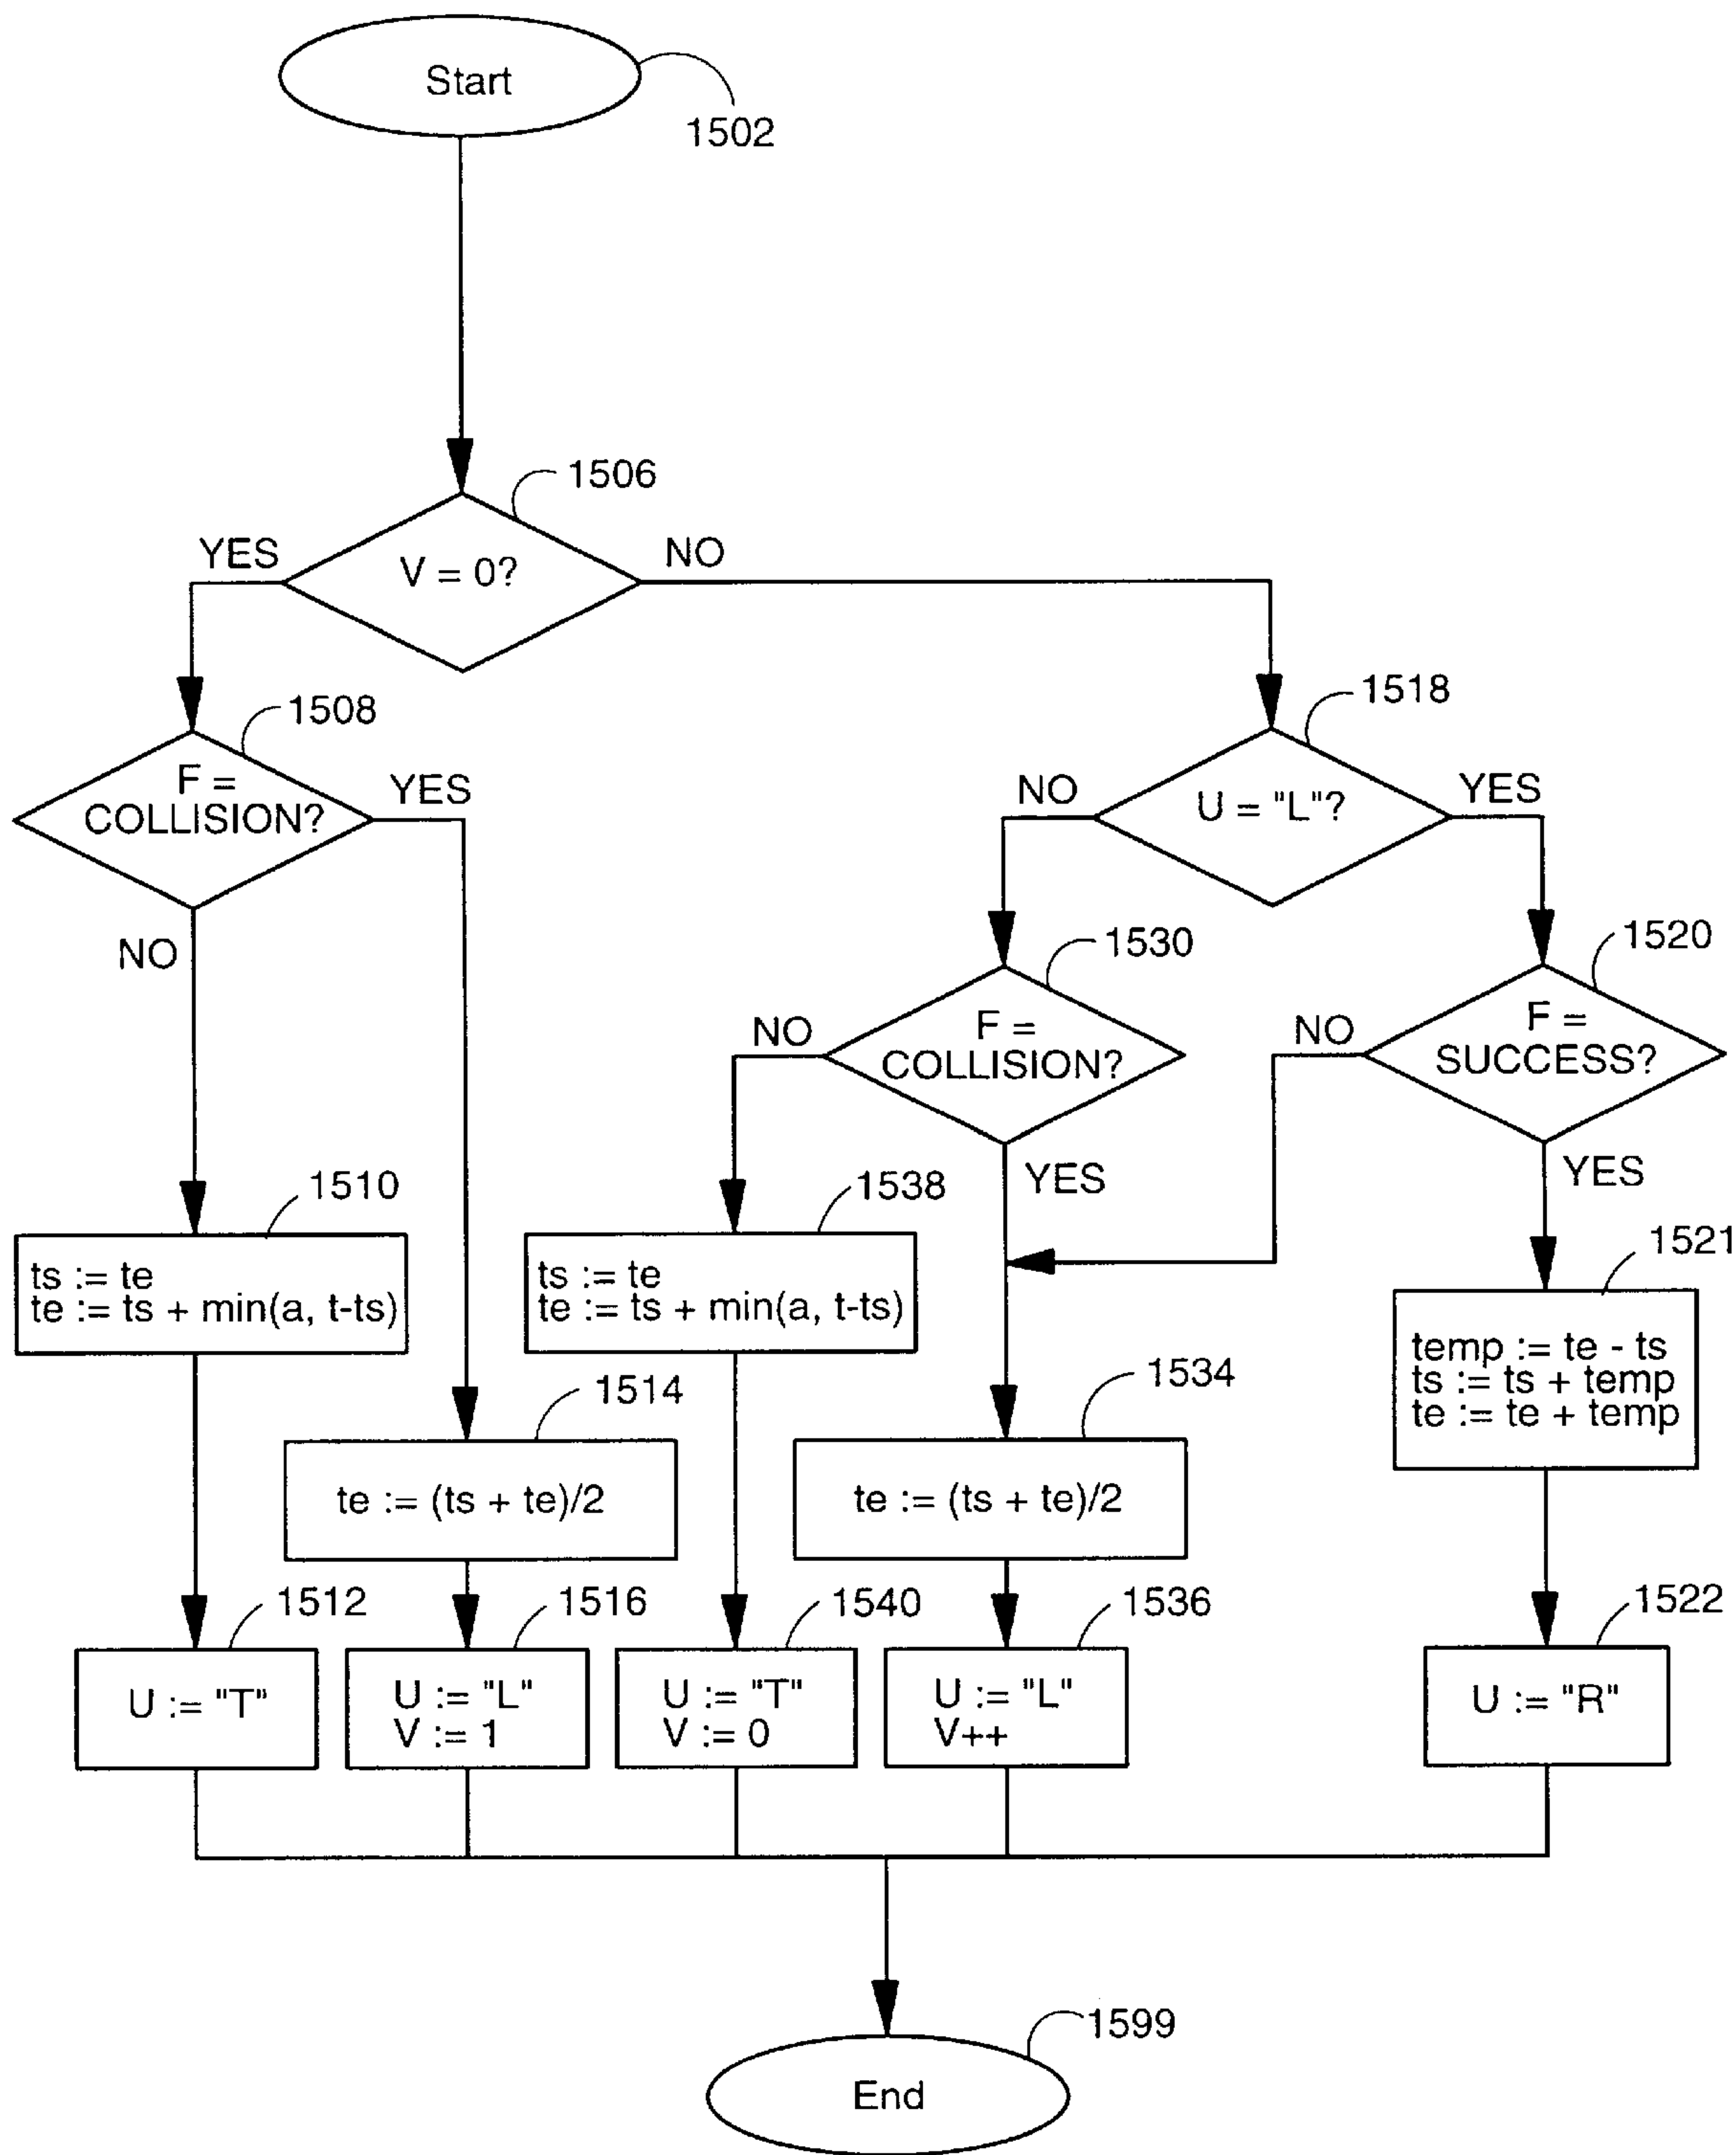 Start
1502
1506
YES
V = 0?
NO
1508
F =
COLLISION?
YES
NO
1518
NO
U = "L"?
YES
1530
NO
F =
COLLISION?
YES
1520
NO
F =
SUCCESS?
YES
1510
ts := te
te := ts + min(a, t-ts)
1538
ts := te
te := ts + min(a, t-ts)
1521
temp := te - ts
ts := ts + temp
te := te + temp
1514
te := (ts + te)/2
1534
te := (ts + te)/2
1512
U := "T"
1516
U := "L"
V := 1
1540
U := "T"
V := 0
1536
U := "L"
V++
1522
U := "R"
1599
End